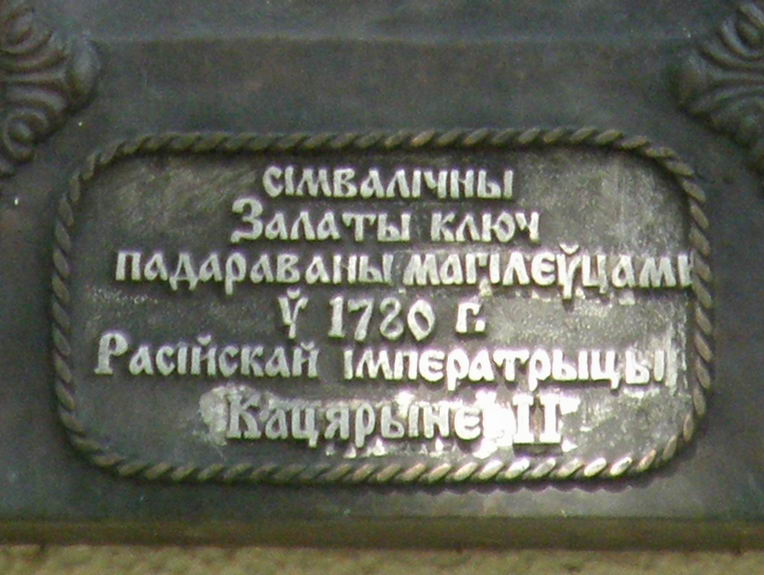 сімвалічны
Залаты ключ
падараваны магілеўцамі
ў 1780 г.
Расійскай імператрыцы
Кацярыне II